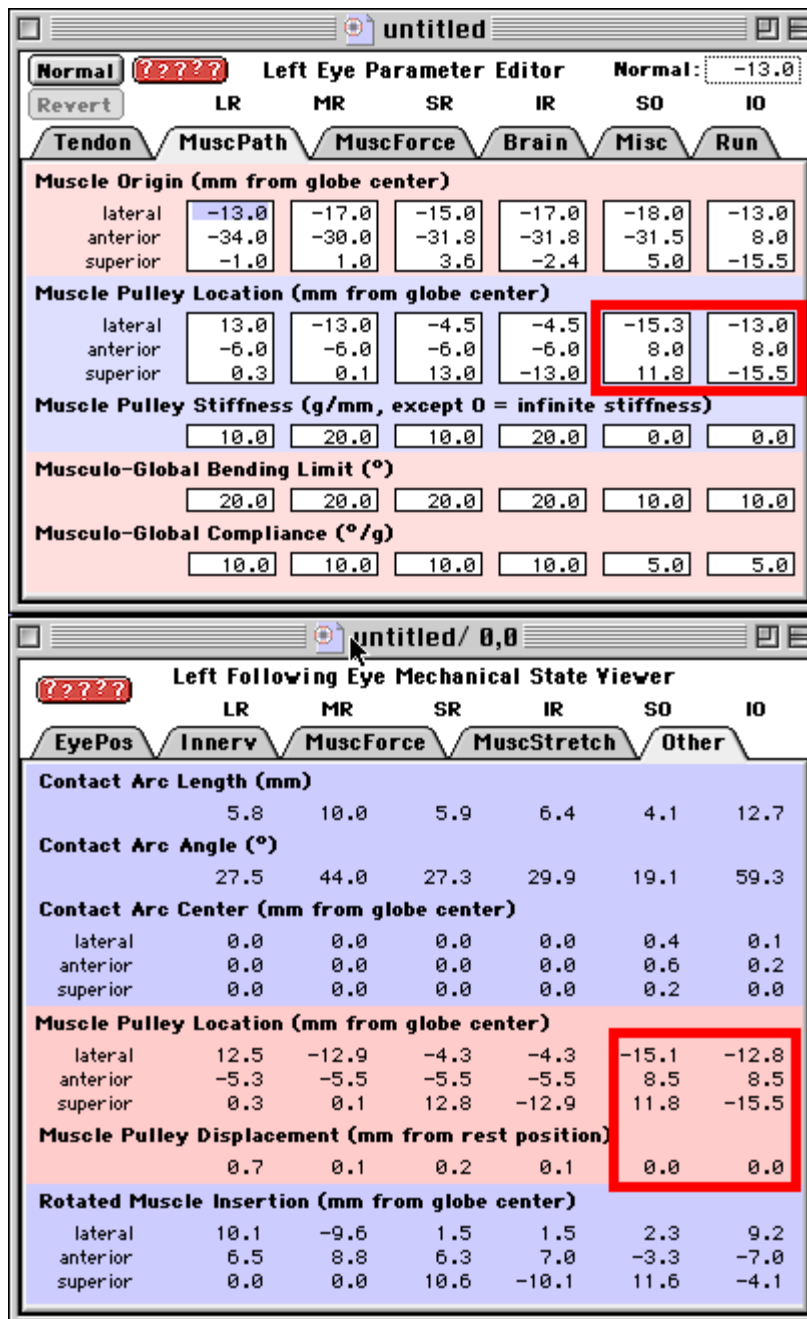 untitled
Normal ????? Left Eye Parameter Editor Normal: -13.0
Revert LR MR SR IR SO IO
Tendon MuscPath MuscForce Brain Misc Run
Muscle Origin (mm from globe center)
lateral -13.0 -17.0 -15.0 -17.0 -18.0 -13.0
anterior -34.0 -30.0 -31.8 -31.8 -31.5 8.0
superior -1.0 1.0 3.6 -2.4 5.0 -15.5
Muscle Pulley Location (mm from globe center)
lateral 13.0 -13.0 -4.5 -4.5 -15.3 -13.0
anterior -6.0 -6.0 -6.0 -6.0 8.0 8.0
superior 0.3 0.1 13.0 -13.0 11.8 -15.5
Muscle Pulley Stiffness (g/mm, except 0 = infinite stiffness)
10.0 20.0 10.0 20.0 0.0 0.0
Musculo-Global Bending Limit (º)
20.0 20.0 20.0 20.0 10.0 10.0
Musculo-Global Compliance (º/g)
10.0 10.0 10.0 10.0 5.0 5.0
untitled/ 0,0
????? Left Following Eye Mechanical State Viewer
LR MR SR IR SO IO
EyePos Innerv MuscForce MuscStretch Other
Contact Arc Length (mm)
5.8 10.0 5.9 6.4 4.1 12.7
Contact Arc Angle (º)
27.5 44.0 27.3 29.9 19.1 59.3
Contact Arc Center (mm from globe center)
lateral 0.0 0.0 0.0 0.0 0.4 0.1
anterior 0.0 0.0 0.0 0.0 0.6 0.2
superior 0.0 0.0 0.0 0.0 0.2 0.0
Muscle Pulley Location (mm from globe center)
lateral 12.5 -12.9 -4.3 -4.3 -15.1 -12.8
anterior -5.3 -5.5 -5.5 -5.5 8.5 8.5
superior 0.3 0.1 12.8 -12.9 11.8 -15.5
Muscle Pulley Displacement (mm from rest position)
0.7 0.1 0.2 0.1 0.0 0.0
Rotated Muscle Insertion (mm from globe center)
lateral 10.1 -9.6 1.5 1.5 2.3 9.2
anterior 6.5 8.8 6.3 7.0 -3.3 -7.0
superior 0.0 0.0 10.6 -10.1 11.6 -4.1